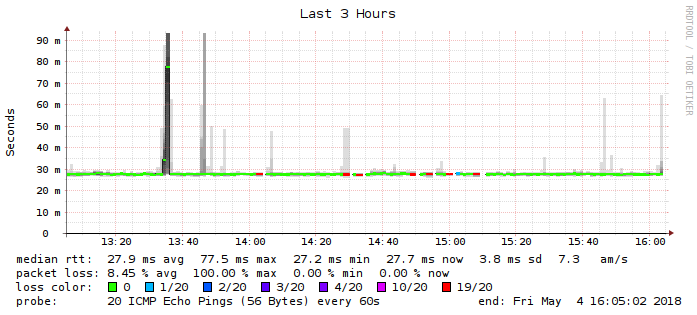 Last 3 Hours
RRDTOOL / TOBI OETIKER
Seconds
90 m
80 m
70 m
60 m
50 m
40 m
30 m
20 m
10 m
0
13:20 13:40 14:00 14:20 14:40 15:00 15:20 15:40 16:00
median rtt: 27.9 ms avg 77.5 ms max 27.2 ms min 27.7 ms now 3.8 ms sd 7.3 am/s
packet loss: 8.45 % avg 100.00 % max 0.00 % min 0.00 % now
loss color: 0 1/20 2/20 3/20 4/20 10/20 19/20
probe: 20 ICMP Echo Pings (56 Bytes) every 60s end: Fri May 4 16:05:02 2018